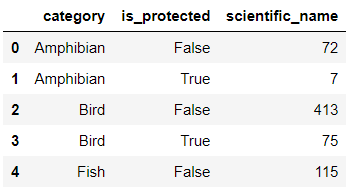 category is_protected scientific_name
0 Amphibian False 72
1 Amphibian True 7
2 Bird False 413
3 Bird True 75
4 Fish False 115